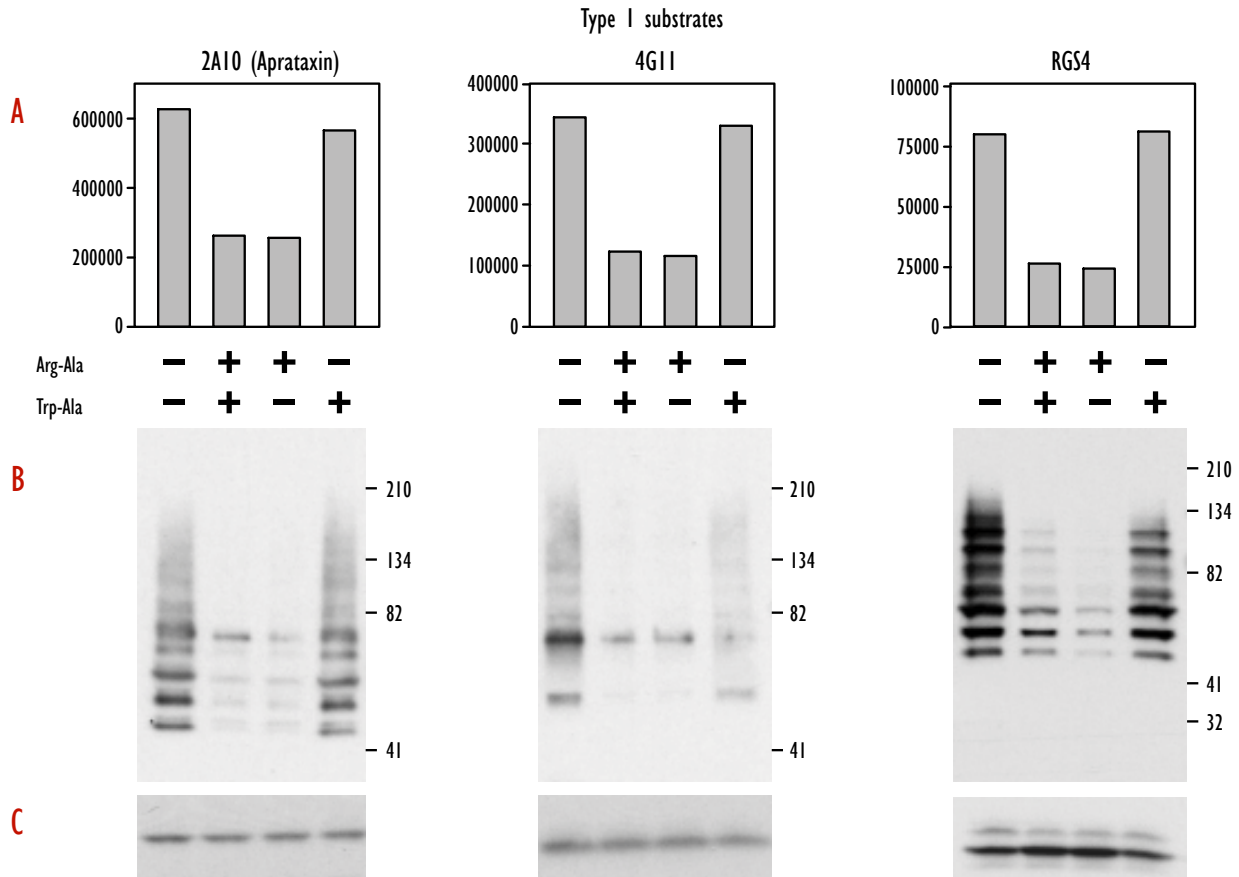 Type I substrates
2A10 (Aprataxin)
4G11
RGS4
A
600000
400000
200000
0
400000
300000
200000
100000
0
100000
75000
50000
25000
0
Arg-Ala
− + + −
− + + −
− + + −
Trp-Ala
− + − +
− + − +
− + − +
B
210
134
82
41
210
134
82
41
210
134
82
41
32
C